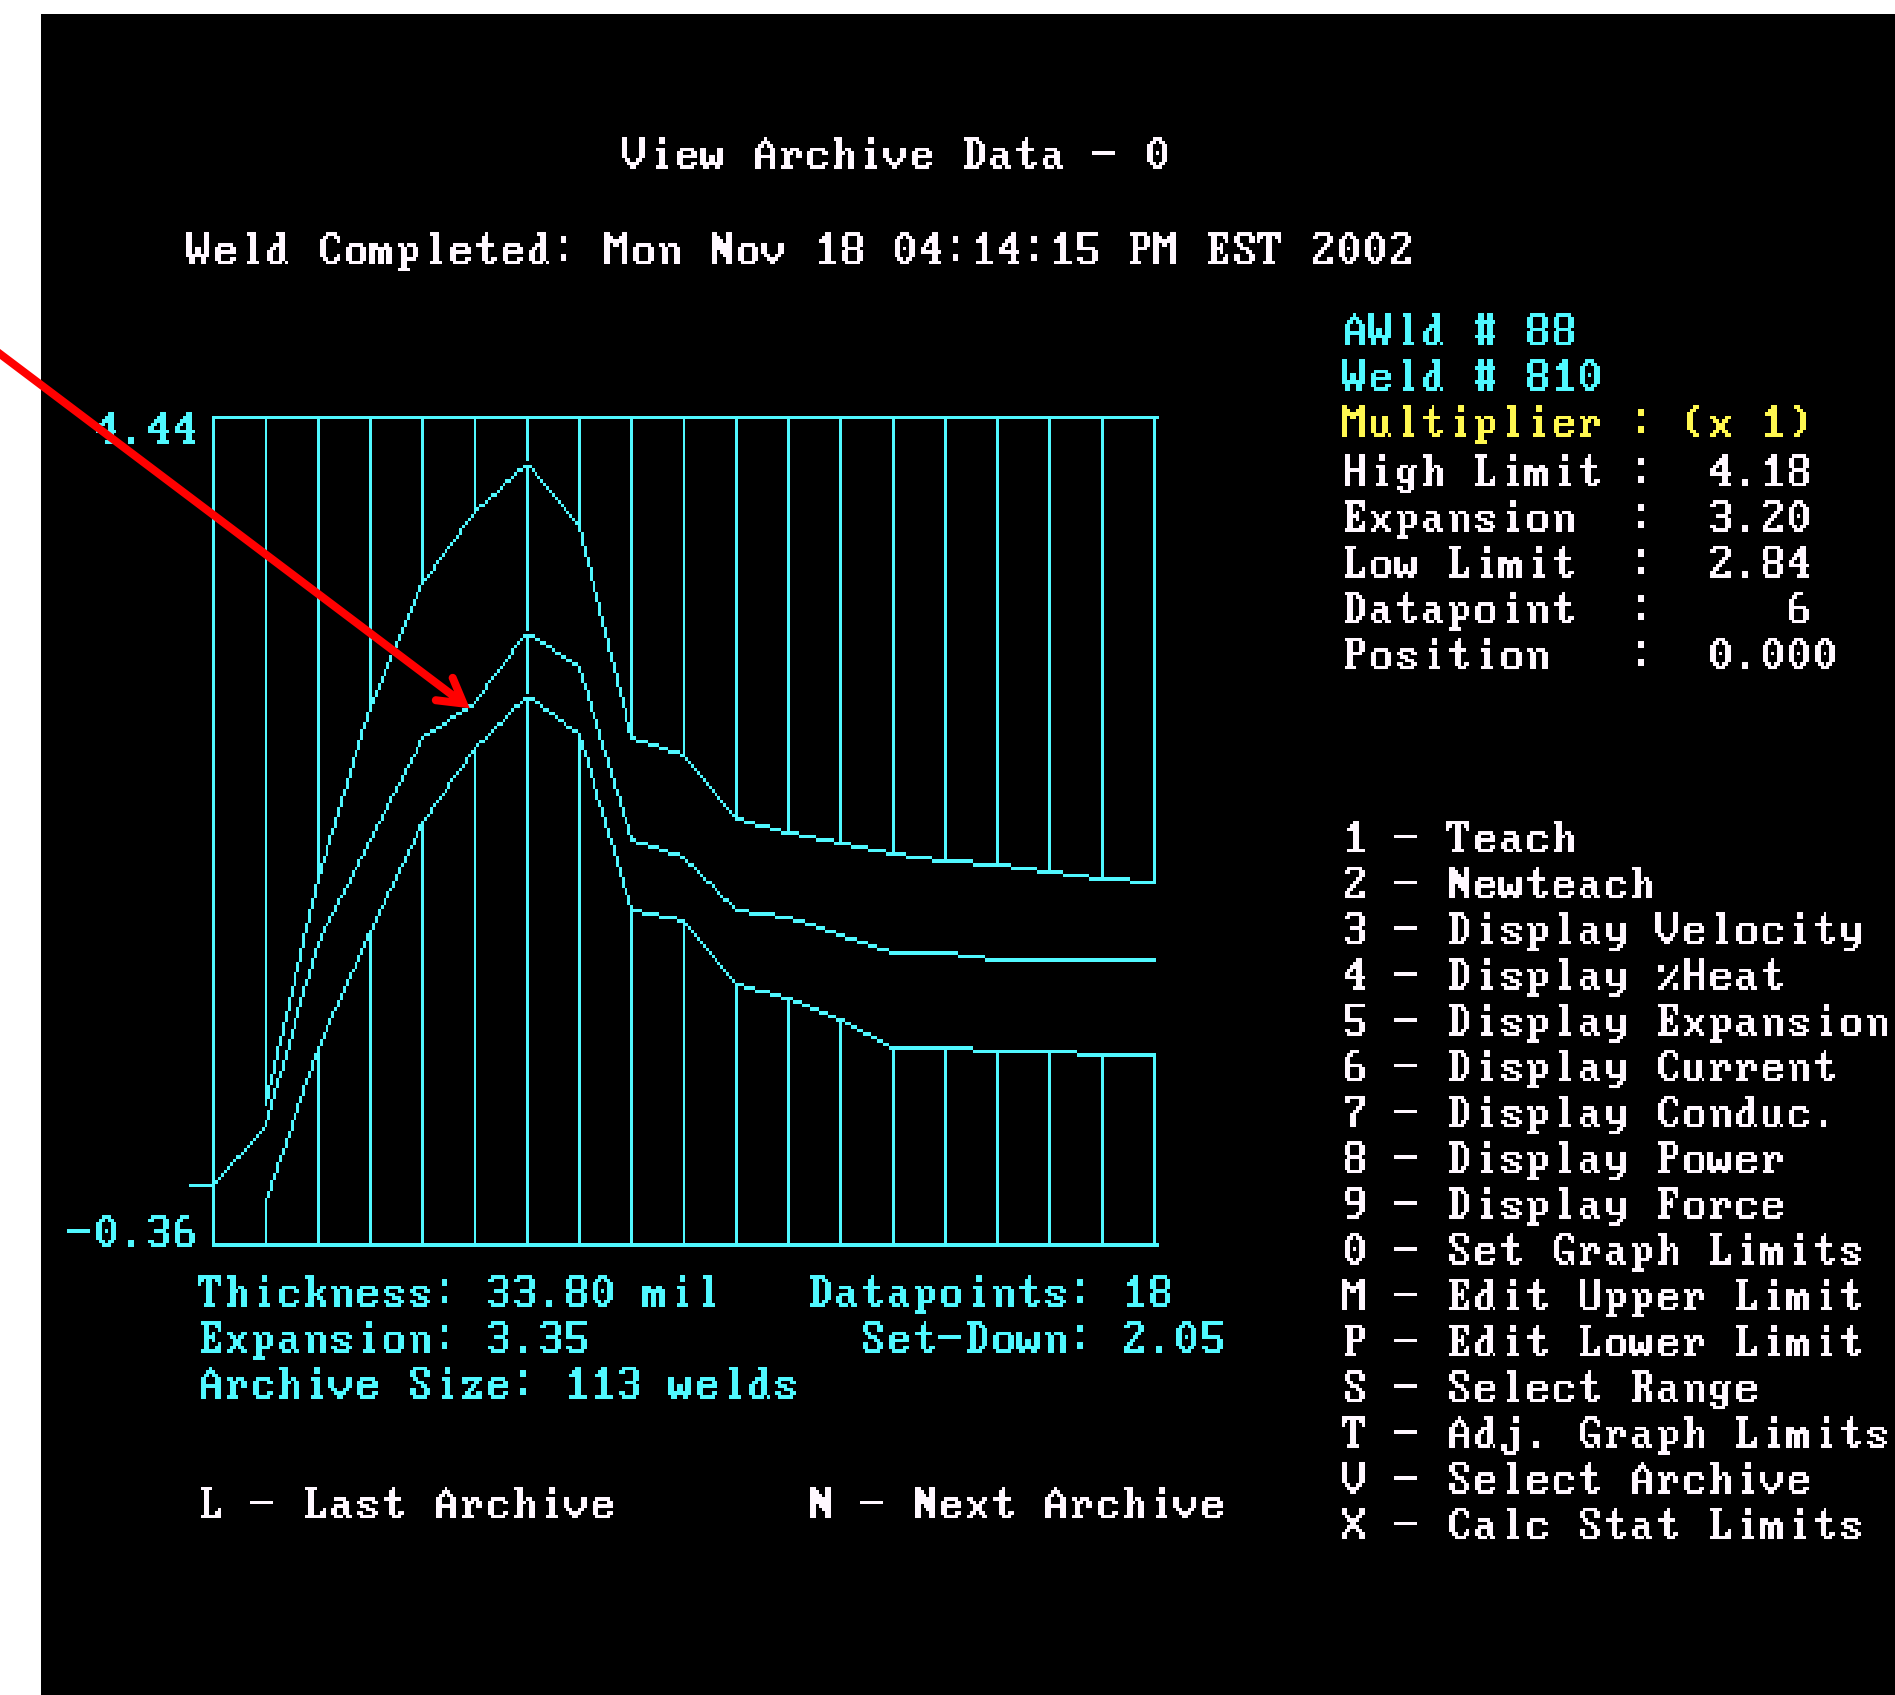 View Archive Data - 0
Weld Completed: Mon Nov 18 04:14:15 PM EST 2002
AWld # 88
Weld # 810
Multiplier : (x 1)
High Limit : 4.18
Expansion : 3.20
Low Limit : 2.84
Datapoint : 6
Position : 0.000
4.44
-0.36
Thickness: 33.80 mil Datapoints: 18
Expansion: 3.35 Set-Down: 2.05
Archive Size: 113 welds
L - Last Archive N - Next Archive
1 - Teach
2 - Newteach
3 - Display Velocity
4 - Display %Heat
5 - Display Expansion
6 - Display Current
7 - Display Conduc.
8 - Display Power
9 - Display Force
0 - Set Graph Limits
M - Edit Upper Limit
P - Edit Lower Limit
S - Select Range
T - Adj. Graph Limits
V - Select Archive
X - Calc Stat Limits